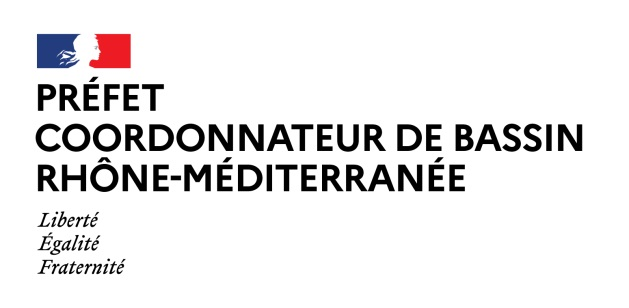 PRÉFET
COORDONNATEUR DE BASSIN
RHÔNE-MÉDITERRANÉE
Liberté
Égalité
Fraternité